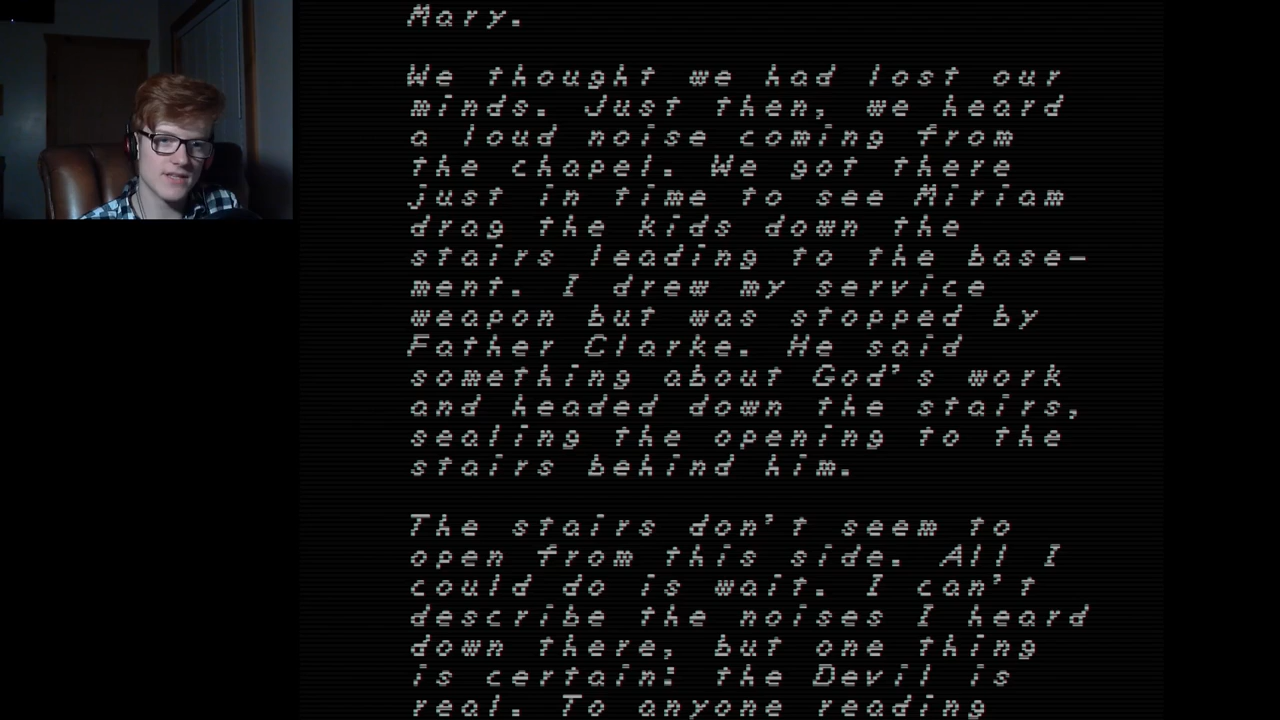 Mary.
We thought we had lost our
minds. Just then, we heard
a loud noise coming from
the chapel. We got there
just in time to see Miriam
drag the kids down the
stairs leading to the base-
ment. I drew my service
weapon but was stopped by
Father Clarke. He said
something about God's work
and headed down the stairs,
sealing the opening to the
stairs behind him.
The stairs don't seem to
open from this side. All I
could do is wait. I can't
describe the noises I heard
down there, but one thing
is certain: the Devil is
real. To anyone reading